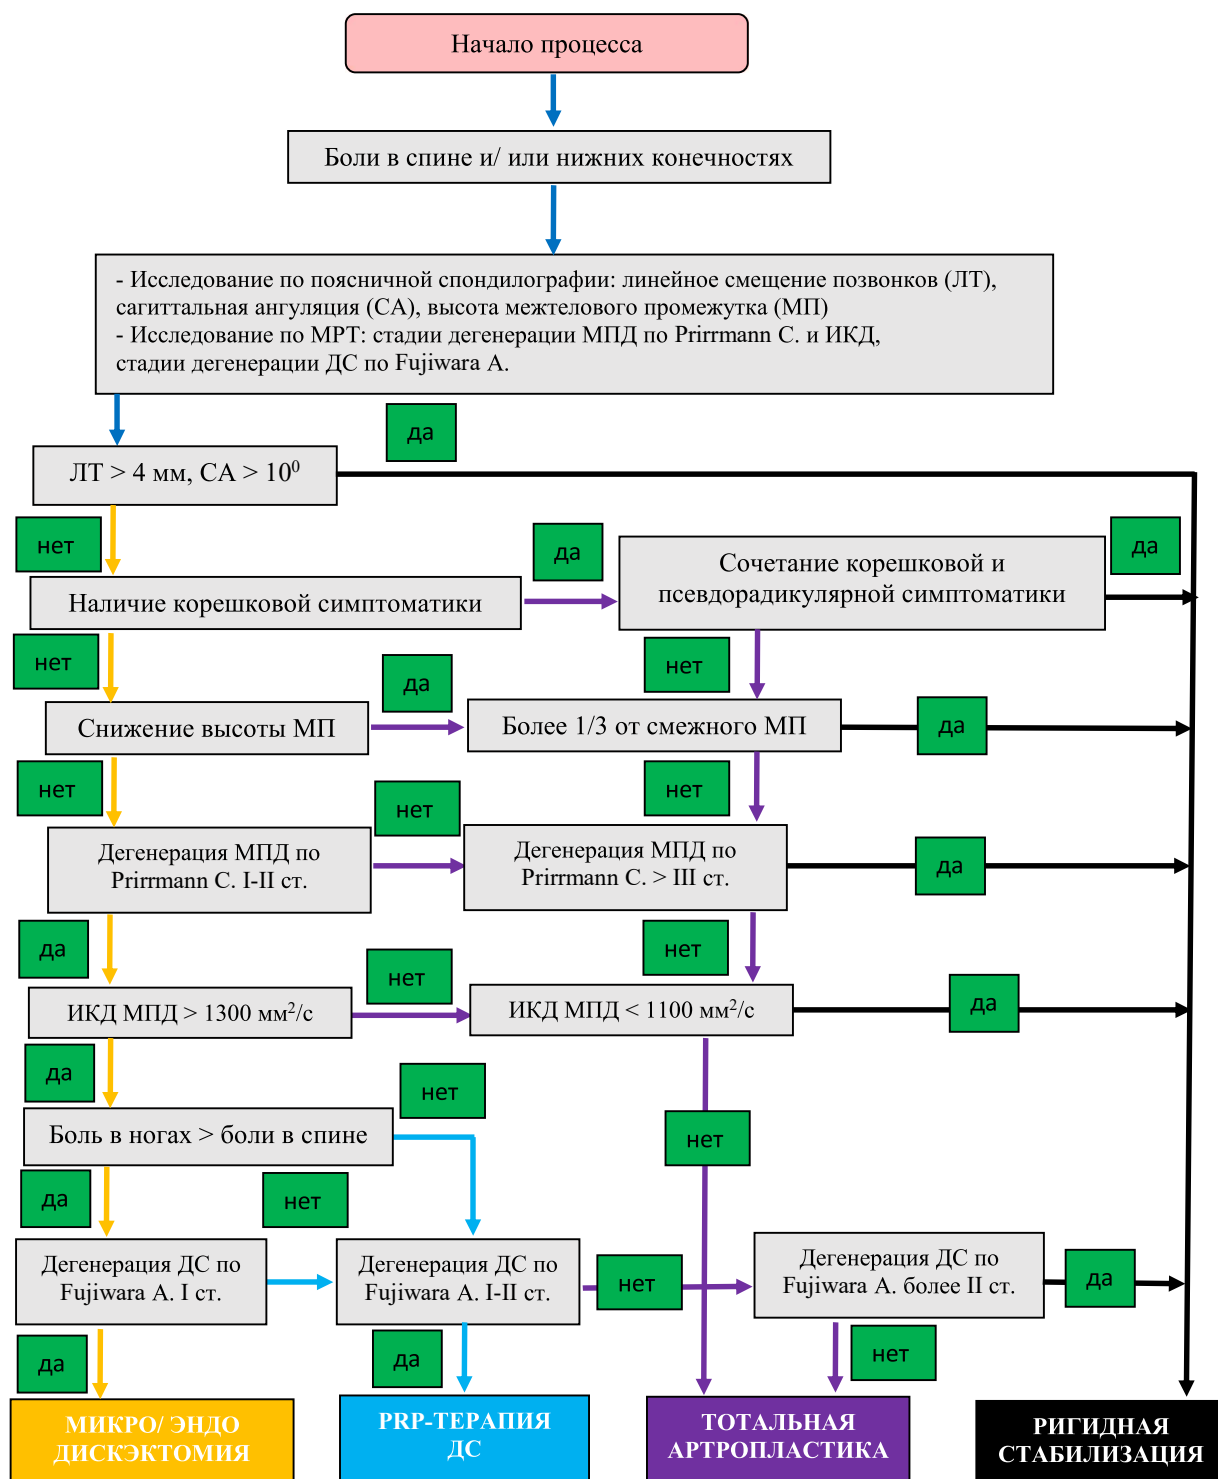 Начало процесса
Боли в спине и/ или нижних конечностях
- Исследование по поясничной спондилографии: линейное смещение позвонков (ЛТ),
сагиттальная ангуляция (СА), высота межтелового промежутка (МП)
- Исследование по МРТ: стадии дегенерации МПД по Prirrmann C. и ИКД,
стадии дегенерации ДС по Fujiwara A.
да
ЛТ > 4 мм, СА > 10⁰
нет
да
Сочетание корешковой и
псевдорадикулярной симптоматики
да
Наличие корешковой симптоматики
нет
да
нет
Снижение высоты МП
Более 1/3 от смежного МП
да
нет
нет
нет
Дегенерация МПД по
Prirrmann C. I-II ст.
Дегенерация МПД по
Prirrmann C. > III ст.
да
да
нет
нет
ИКД МПД > 1300 мм²/с
ИКД МПД < 1100 мм²/с
да
да
нет
Боль в ногах > боли в спине
нет
да
нет
Дегенерация ДС по
Fujiwara A. I ст.
Дегенерация ДС по
Fujiwara A. I-II ст.
нет
Дегенерация ДС по
Fujiwara A. более II ст.
да
да
да
нет
МИКРО/ ЭНДО
ДИСКЭКТОМИЯ
PRP-ТЕРАПИЯ
ДС
ТОТАЛЬНАЯ
АРТРОПЛАСТИКА
РИГИДНАЯ
СТАБИЛИЗАЦИЯ